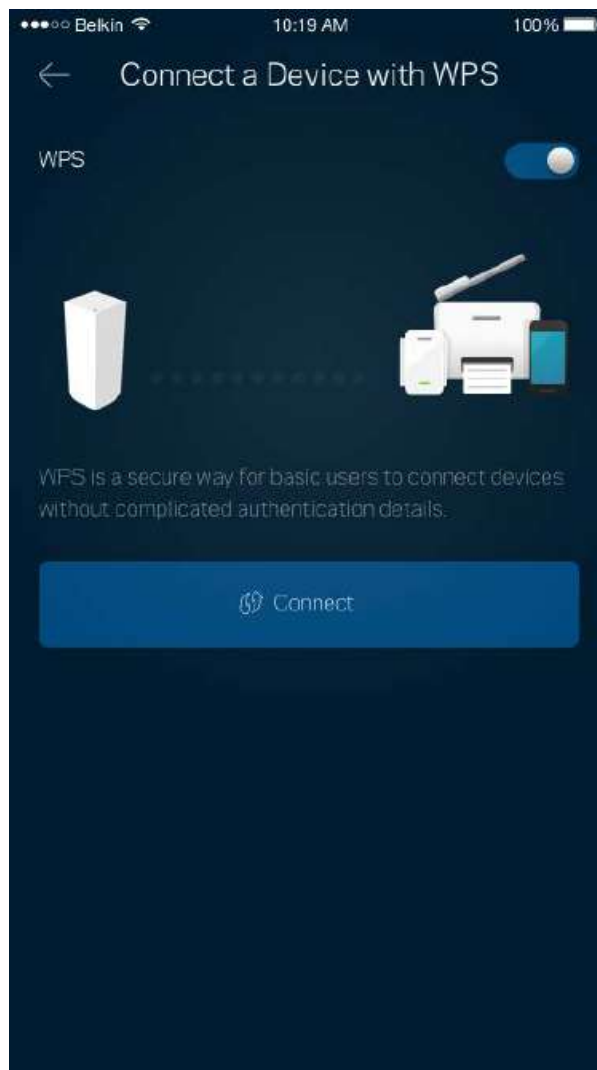 Belkin 10:19 AM 100%
Connect a Device with WPS
WPS
WPS is a secure way for basic users to connect devices
without complicated authentication details.
Connect